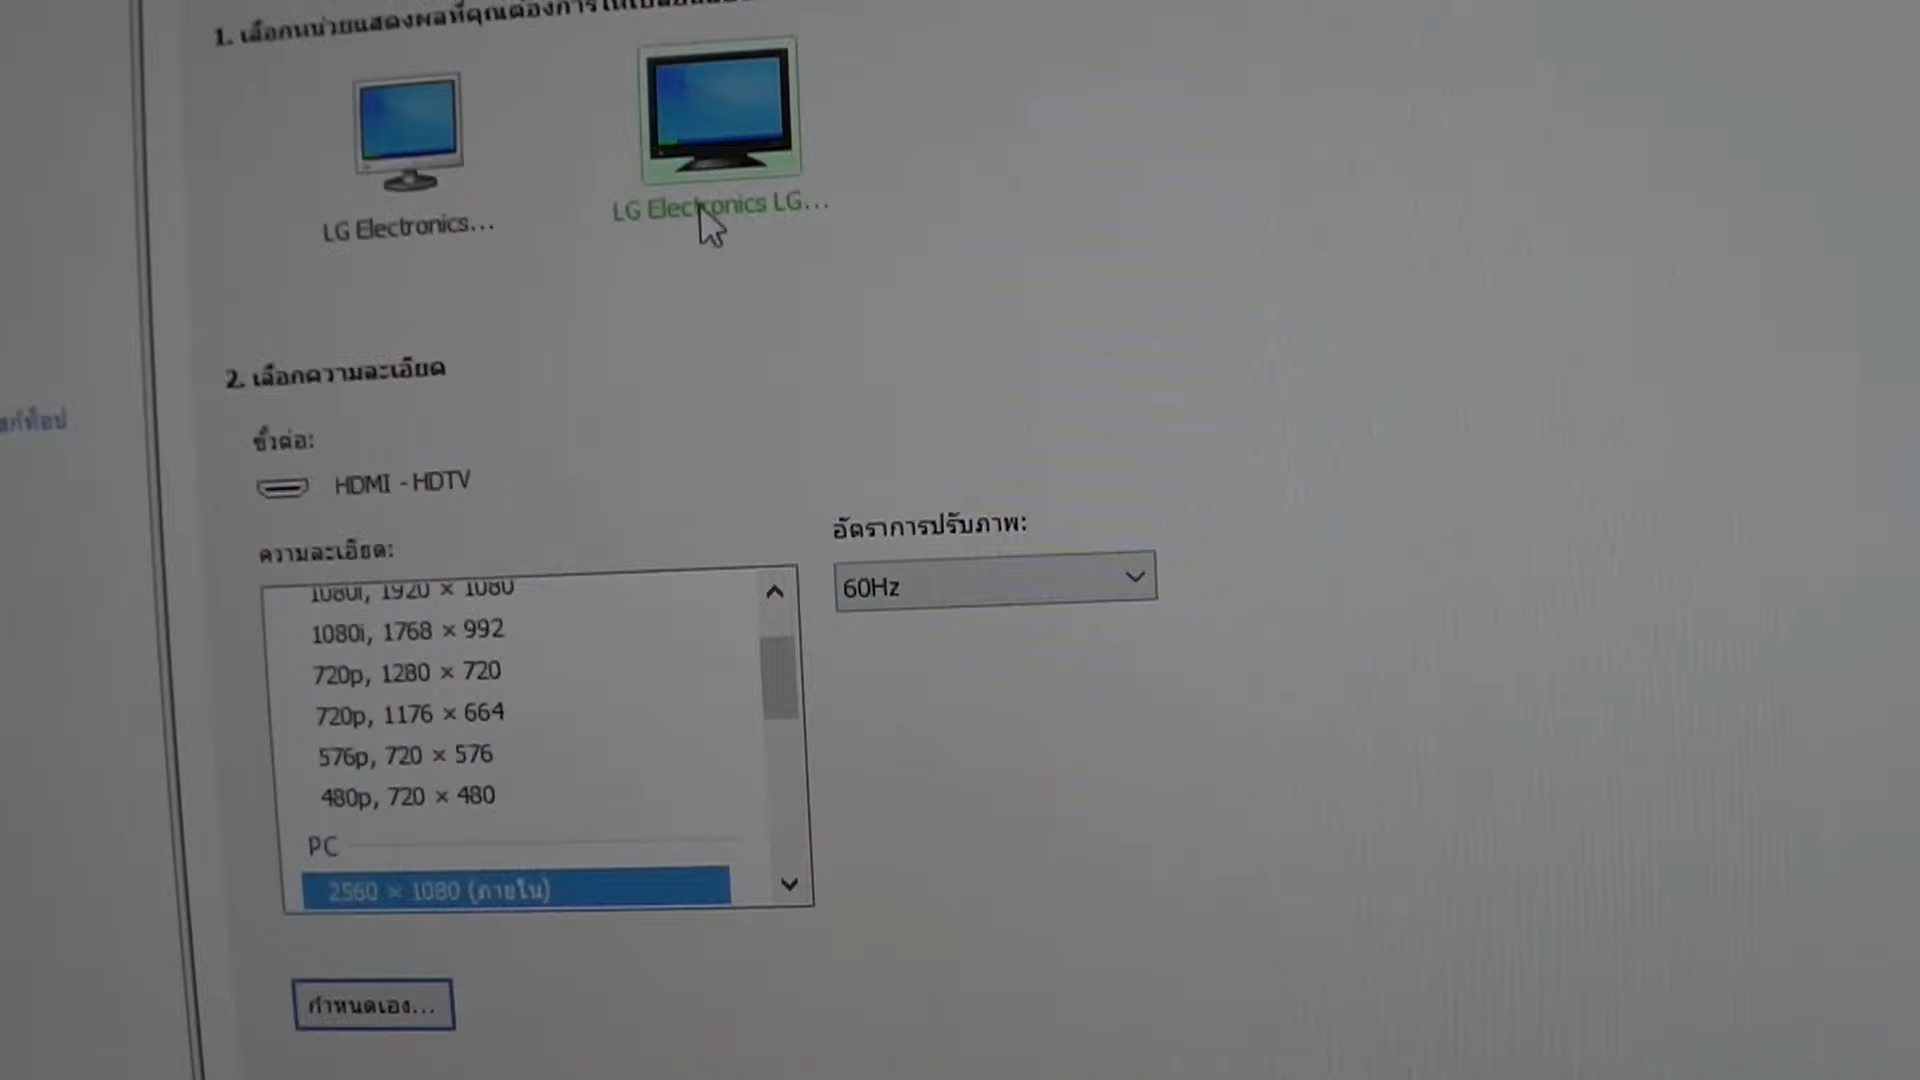 1. เลือกหน่วยแสดงผลที่คุณต้องการ
LG Electronics...
LG Electronics LG...
2. เลือกความละเอียด
ขั้วต่อ:
HDMI - HDTV
ความละเอียด:
อัตราการปรับภาพ:
60Hz
1080i, 1920 × 1080
1080i, 1768 × 992
720p, 1280 × 720
720p, 1176 × 664
576p, 720 × 576
480p, 720 × 480
PC
2560 × 1080 (ภายใน)
กำหนดเอง...